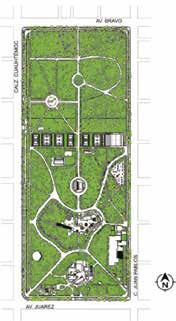 AV. BRAVO
CALZ. CUAUHTEMOC
C. JUAN PABLOS
AV. JUAREZ
N